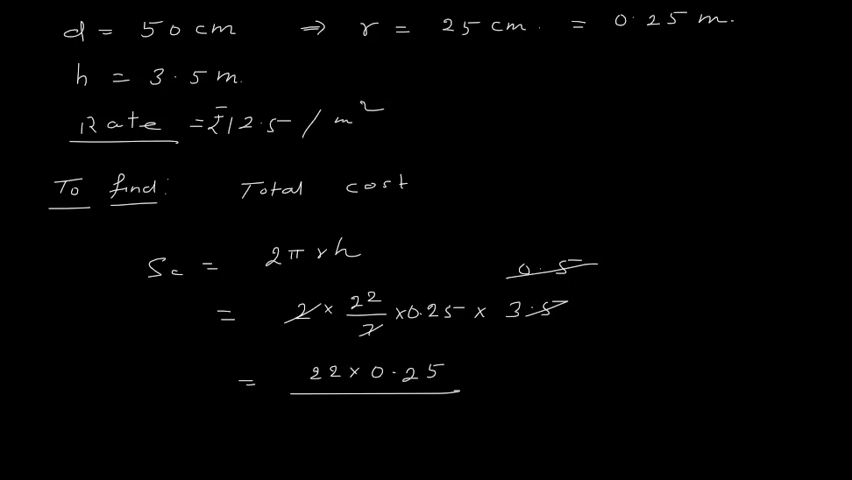 d = 50 cm ⇒ r = 25 cm. = 0.25 m.
h = 3.5 m.
Rate = ₹12.5 / m²
To find: Total cost
Sc = 2πrh
0.5
= 2 × 22/7 × 0.25 × 3.5
= 22 × 0.25